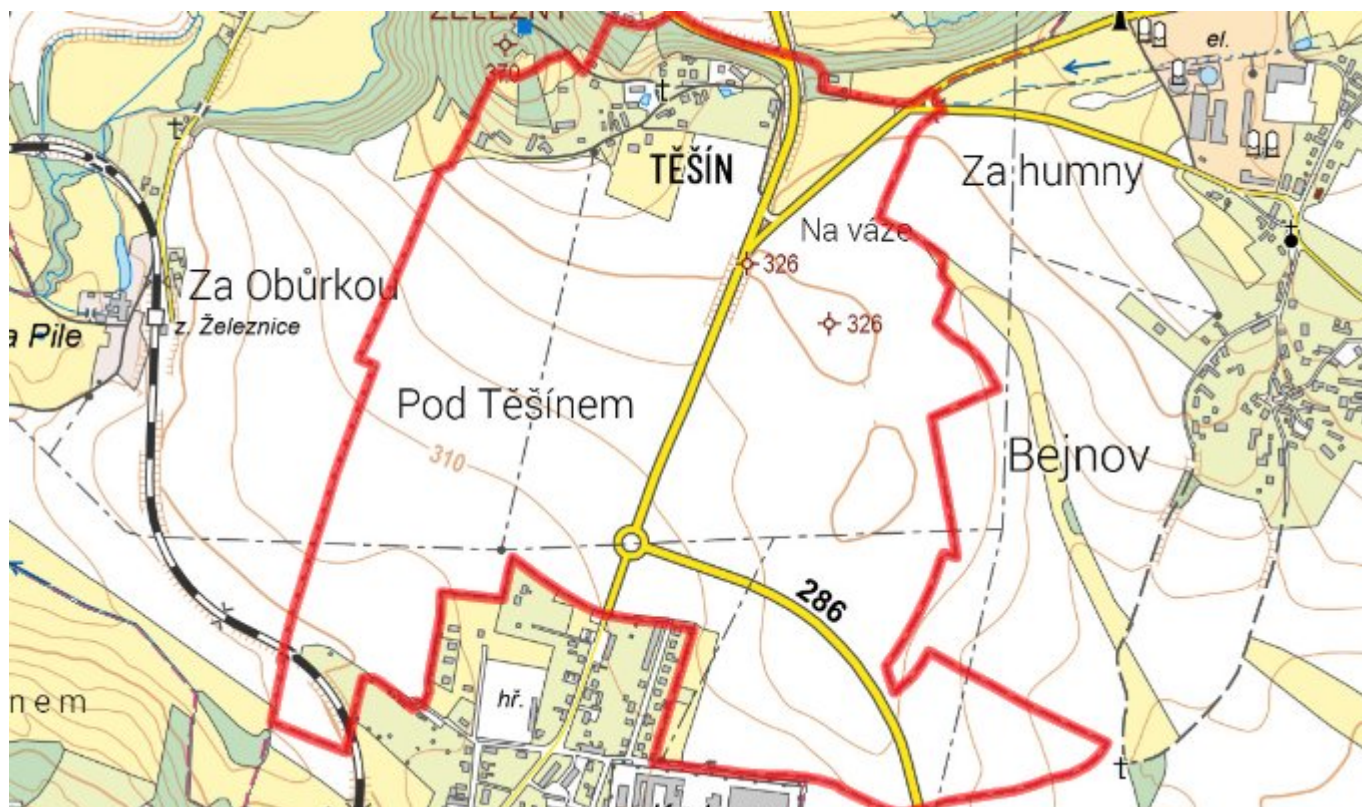 ŽELEZNÝ
370
el.
TĚŠÍN
Za humny
Na váze
326
326
Za Obůrkou
z. Železnice
a Pile
Pod Těšínem
310
Bejnov
286
hř.
n e m